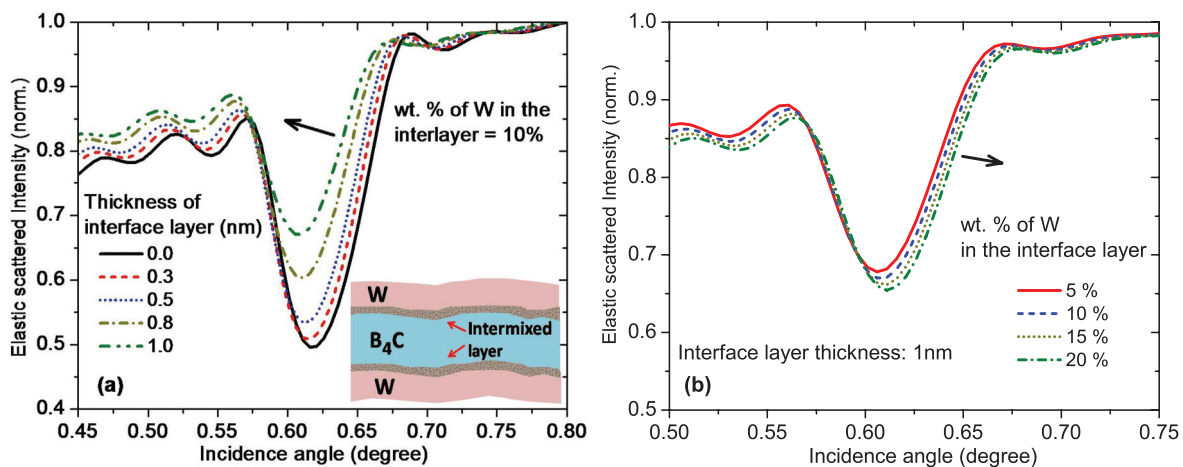 Elastic scattered Intensity (norm.)
1.0
0.9
0.8
0.7
0.6
0.5
0.4
wt. % of W in the
interlayer = 10%
Thickness of
interface layer (nm)
0.0
0.3
0.5
0.8
1.0
W
B4C
Intermixed
layer
W
(a)
0.45 0.50 0.55 0.60 0.65 0.70 0.75 0.80
Incidence angle (degree)
Elastic scattered Intensity (norm.)
1.0
0.9
0.8
0.7
0.6
0.5
wt. % of W
in the interface layer
5 %
10 %
15 %
20 %
Interface layer thickness: 1nm
(b)
0.50 0.55 0.60 0.65 0.70 0.75
Incidence angle (degree)